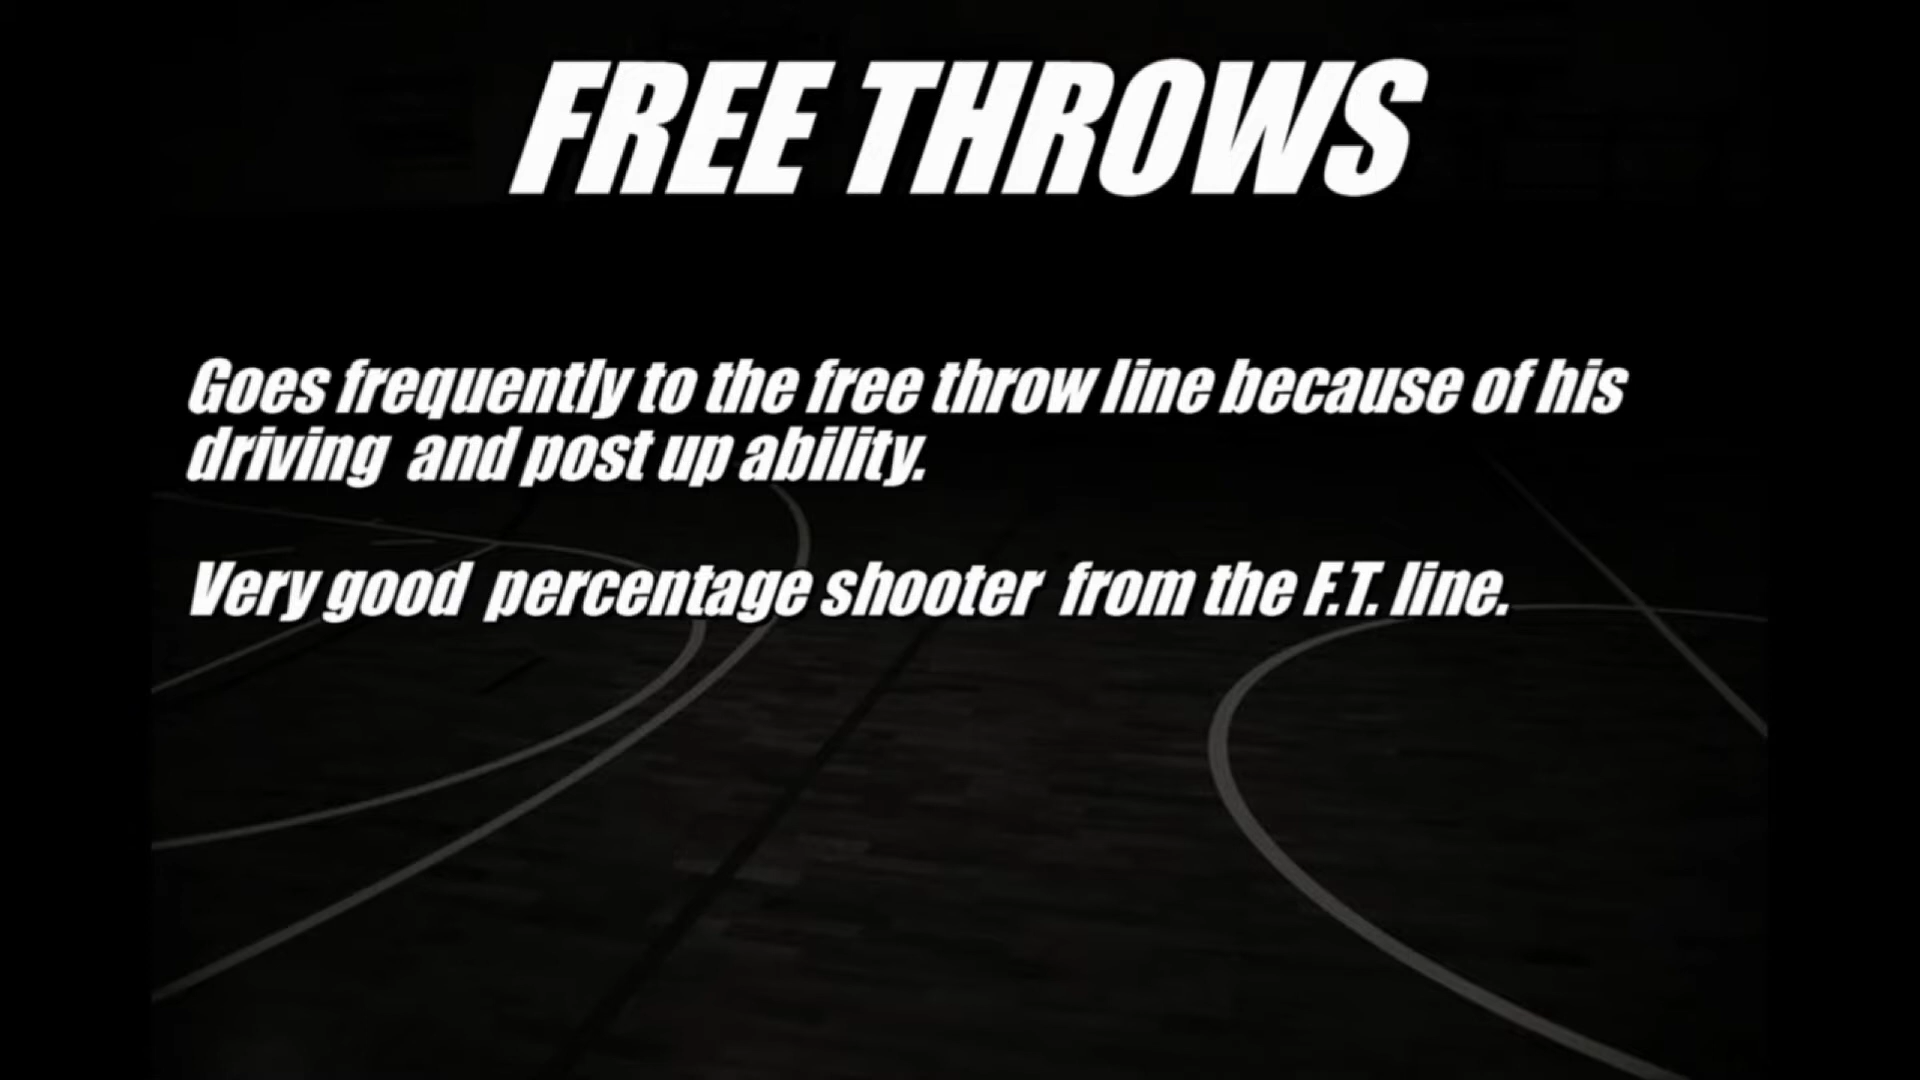 FREE THROWS
Goes frequently to the free throw line because of his
driving and post up ability.
Very good percentage shooter from the F.T. line.